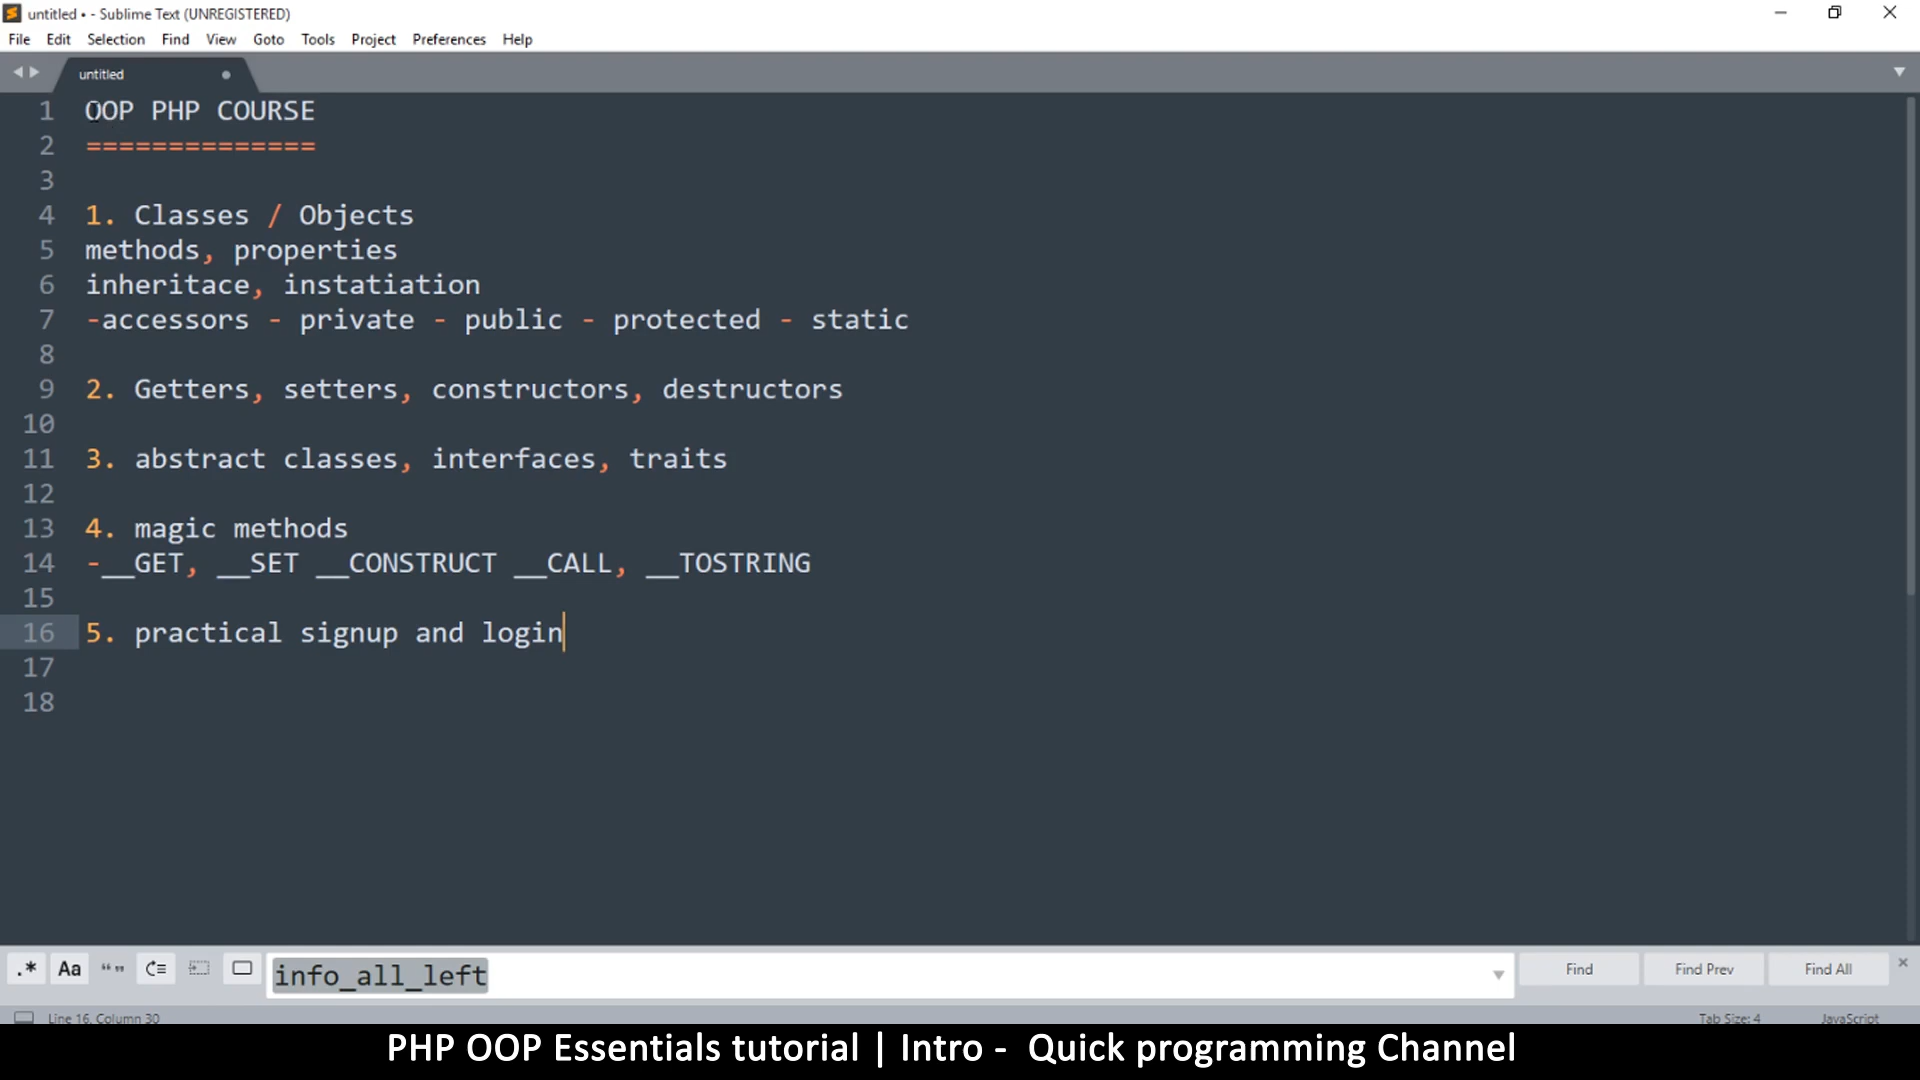 untitled • - Sublime Text (UNREGISTERED)
File Edit Selection Find View Goto Tools Project Preferences Help
untitled
1 OOP PHP COURSE
2 ==============
3
4 1. Classes / Objects
5 methods, properties
6 inheritace, instatiation
7 -accessors - private - public - protected - static
8
9 2. Getters, setters, constructors, destructors
10
11 3. abstract classes, interfaces, traits
12
13 4. magic methods
14 -__GET, __SET __CONSTRUCT __CALL, __TOSTRING
15
16 5. practical signup and login
17
18
.* Aa “” info_all_left Find Find Prev Find All
Line 16, Column 30 Tab Size: 4 JavaScript
PHP OOP Essentials tutorial | Intro - Quick programming Channel